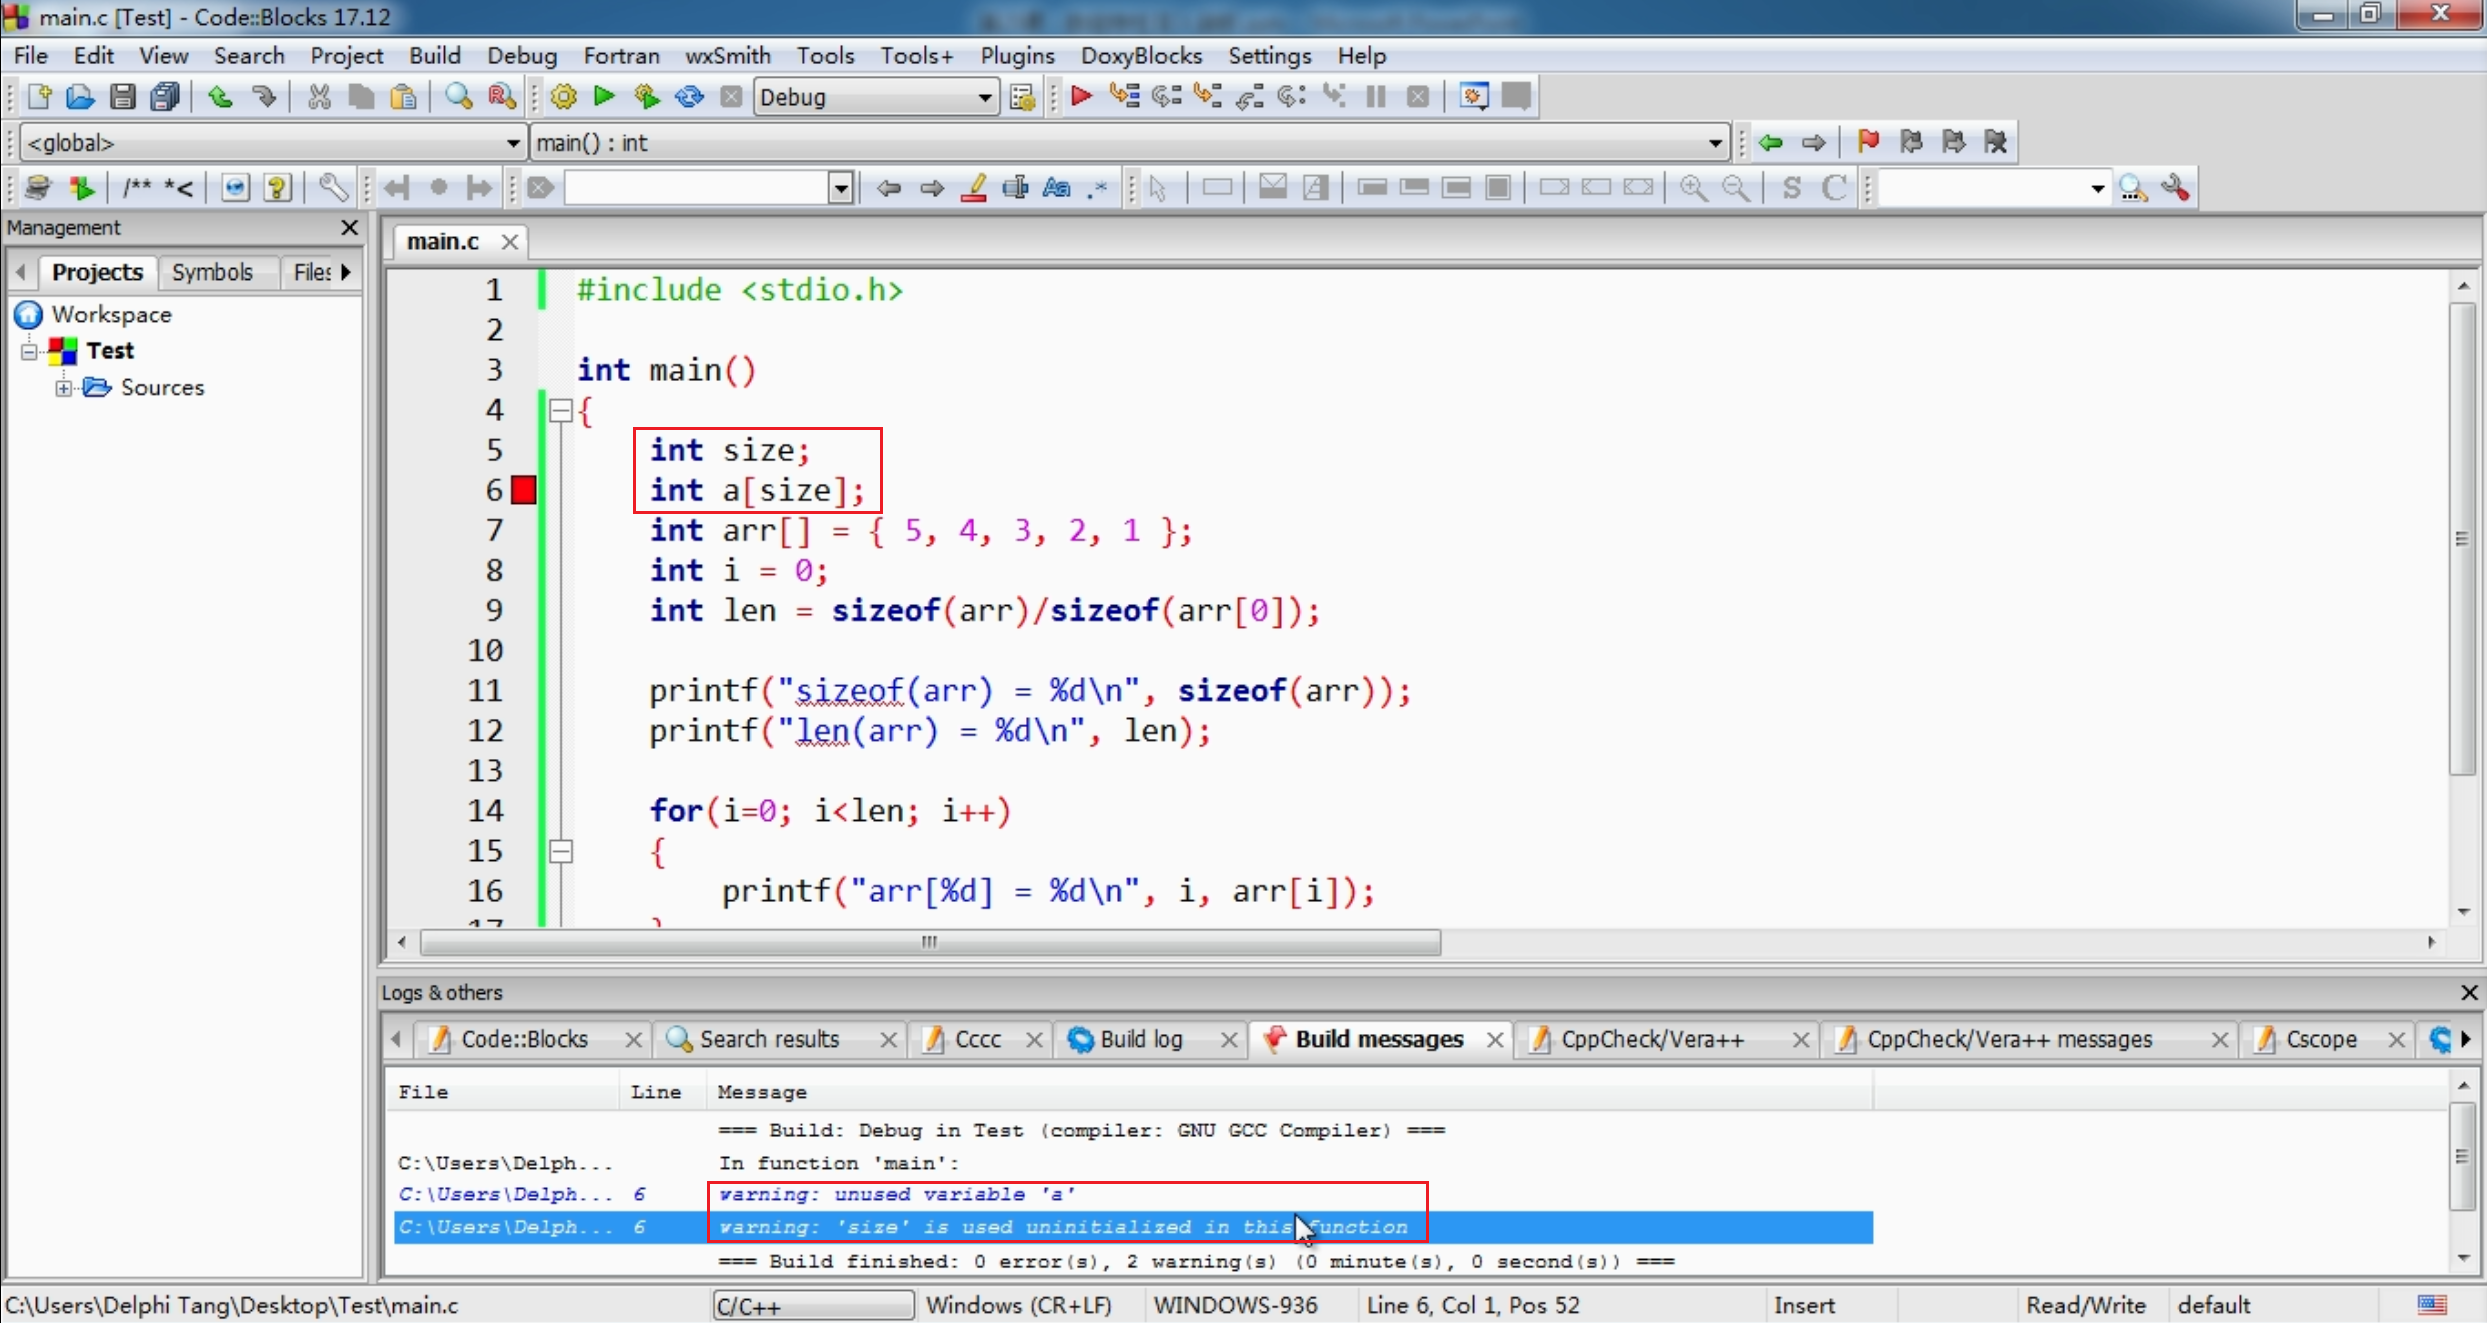 main.c [Test] - Code::Blocks 17.12
File Edit View Search Project Build Debug Fortran wxSmith Tools Tools+ Plugins DoxyBlocks Settings Help
Debug
<global> main() : int
/** *<
S C
Management
Projects Symbols Files
Workspace
Test
Sources
main.c
1 #include <stdio.h>
2
3 int main()
4 {
5 int size;
6 int a[size];
7 int arr[] = { 5, 4, 3, 2, 1 };
8 int i = 0;
9 int len = sizeof(arr)/sizeof(arr[0]);
10
11 printf("sizeof(arr) = %d\n", sizeof(arr));
12 printf("len(arr) = %d\n", len);
13
14 for(i=0; i<len; i++)
15 {
16 printf("arr[%d] = %d\n", i, arr[i]);
17 }
Logs & others
Code::Blocks Search results Cccc Build log Build messages CppCheck/Vera++ CppCheck/Vera++ messages Cscope
File Line Message
=== Build: Debug in Test (compiler: GNU GCC Compiler) ===
C:\Users\Delph... In function 'main':
C:\Users\Delph... 6 warning: unused variable 'a'
C:\Users\Delph... 6 warning: 'size' is used uninitialized in this function
=== Build finished: 0 error(s), 2 warning(s) (0 minute(s), 0 second(s)) ===
C:\Users\Delphi Tang\Desktop\Test\main.c C/C++ Windows (CR+LF) WINDOWS-936 Line 6, Col 1, Pos 52 Insert Read/Write default